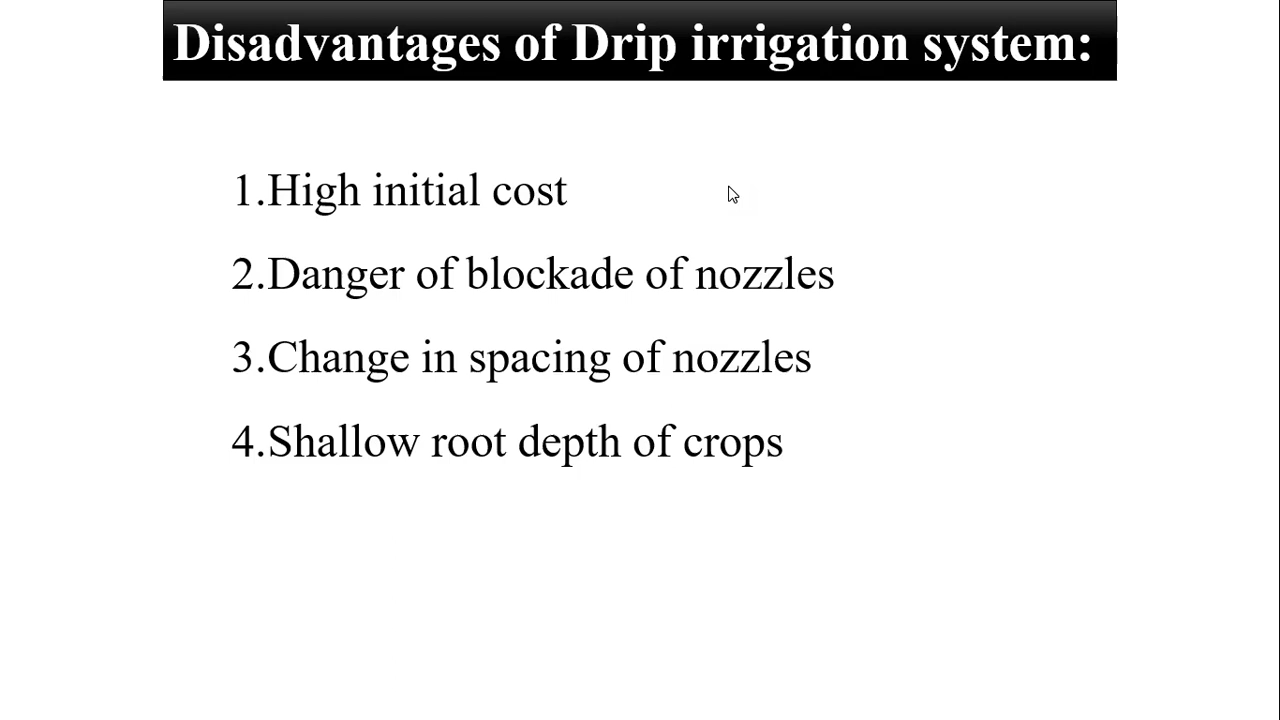 Disadvantages of Drip irrigation system:
1.High initial cost
2.Danger of blockade of nozzles
3.Change in spacing of nozzles
4.Shallow root depth of crops